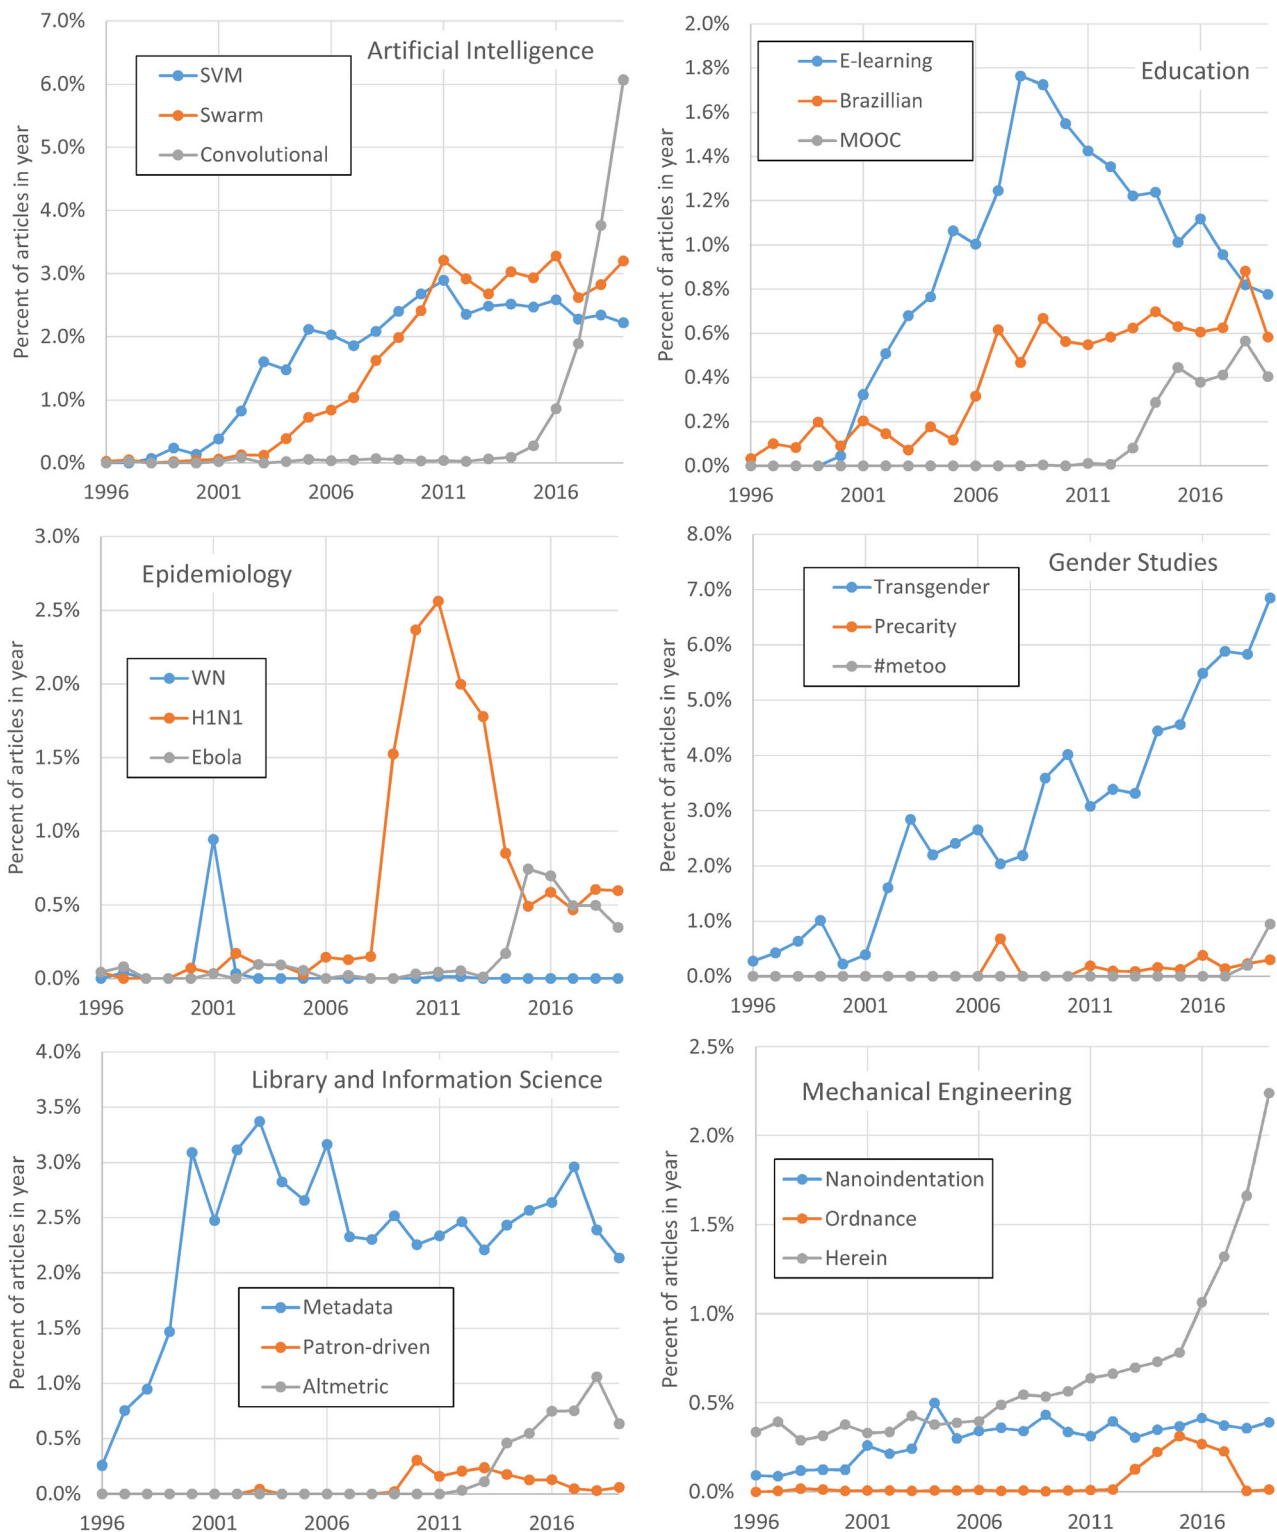 7.0%
6.0%
5.0%
4.0%
3.0%
2.0%
1.0%
0.0%
Percent of articles in year
Artificial Intelligence
SVM
Swarm
Convolutional
1996
2001
2006
2011
2016
2.0%
1.8%
1.6%
1.4%
1.2%
1.0%
0.8%
0.6%
0.4%
0.2%
0.0%
Percent of articles in year
Education
E-learning
Brazillian
MOOC
1996
2001
2006
2011
2016
3.0%
2.5%
2.0%
1.5%
1.0%
0.5%
0.0%
Percent of articles in year
Epidemiology
WN
H1N1
Ebola
1996
2001
2006
2011
2016
8.0%
7.0%
6.0%
5.0%
4.0%
3.0%
2.0%
1.0%
0.0%
Percent of articles in year
Gender Studies
Transgender
Precarity
#metoo
1996
2001
2006
2011
2016
4.0%
3.5%
3.0%
2.5%
2.0%
1.5%
1.0%
0.5%
0.0%
Percent of articles in year
Library and Information Science
Metadata
Patron-driven
Altmetric
1996
2001
2006
2011
2016
2.5%
2.0%
1.5%
1.0%
0.5%
0.0%
Percent of articles in year
Mechanical Engineering
Nanoindentation
Ordnance
Herein
1996
2001
2006
2011
2016